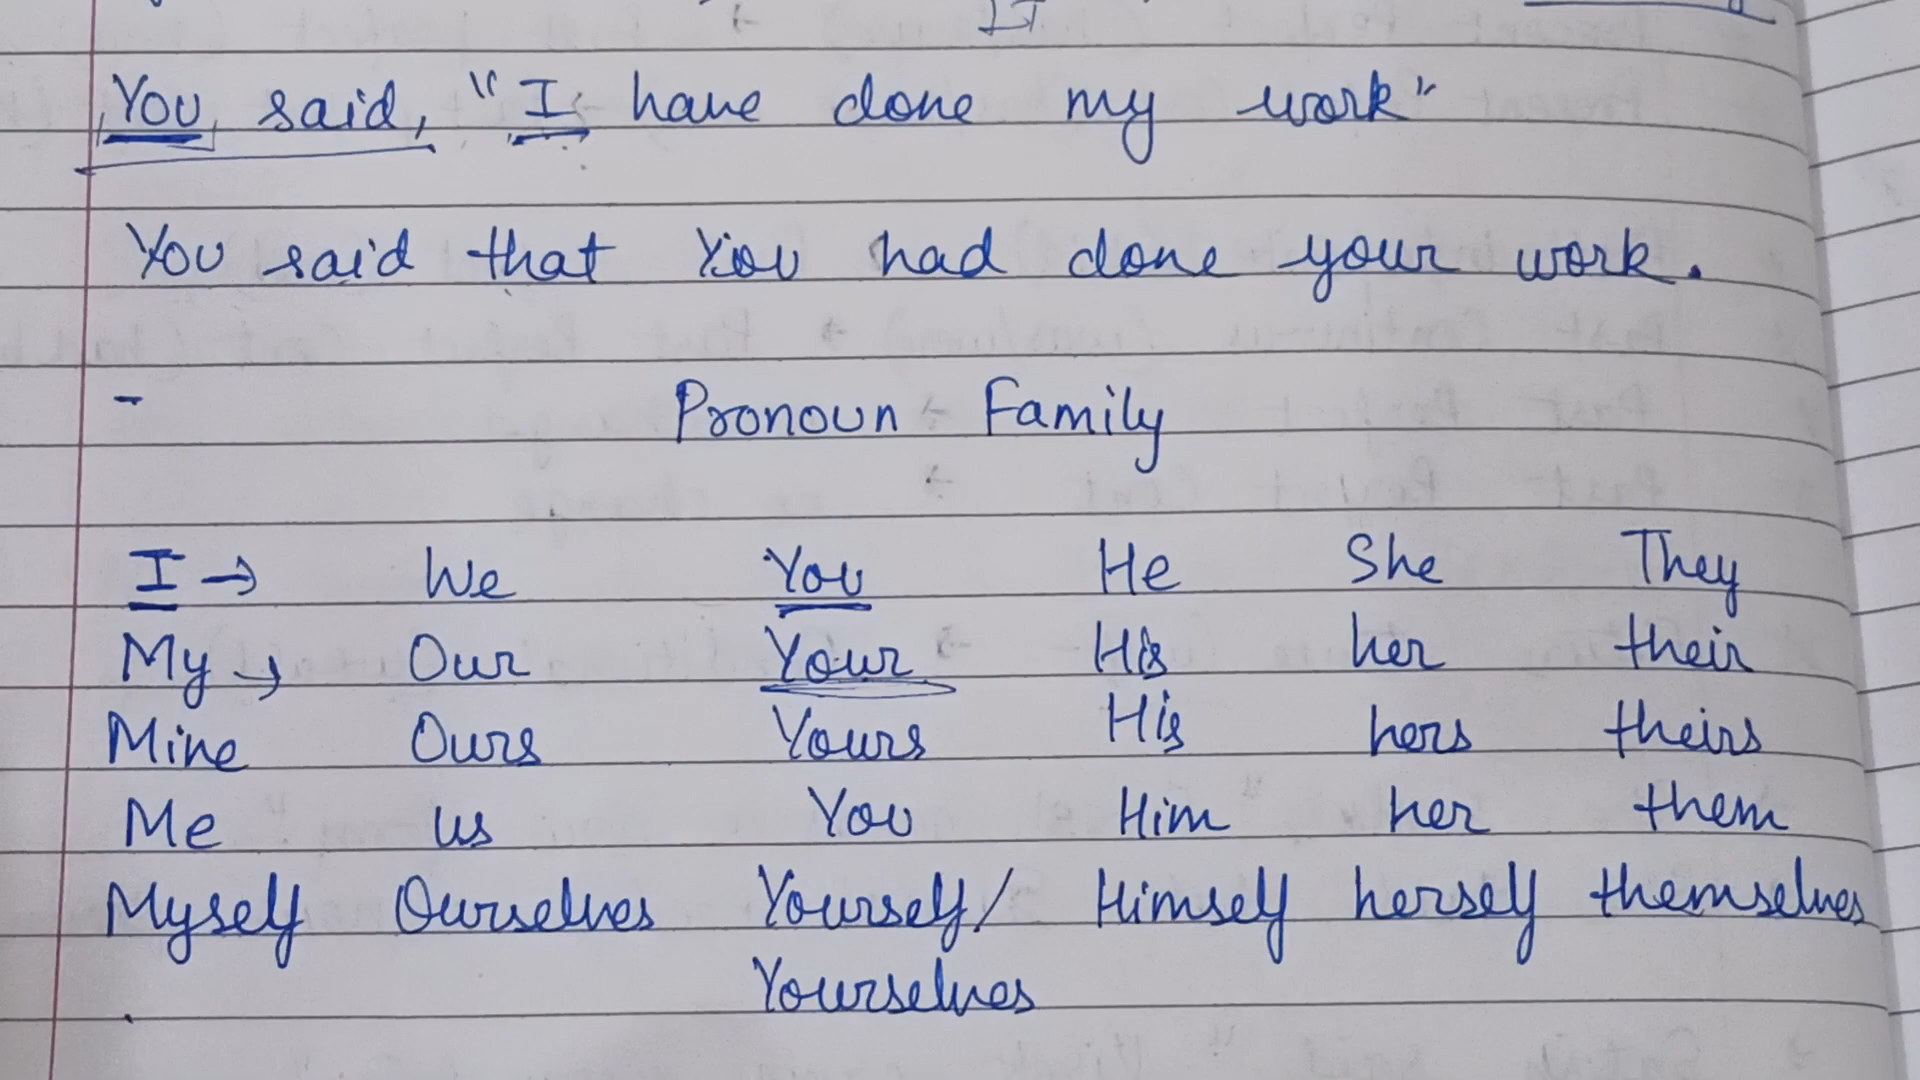 You said, "I have done my work"
You said that You had done your work.
- Pronoun Family
I → We You He She They
My → Our Your His her their
Mine Ours Yours His hers theirs
Me us You Him her them
Myself Ourselves Yourself/ Himself herself themselves
Yourselves